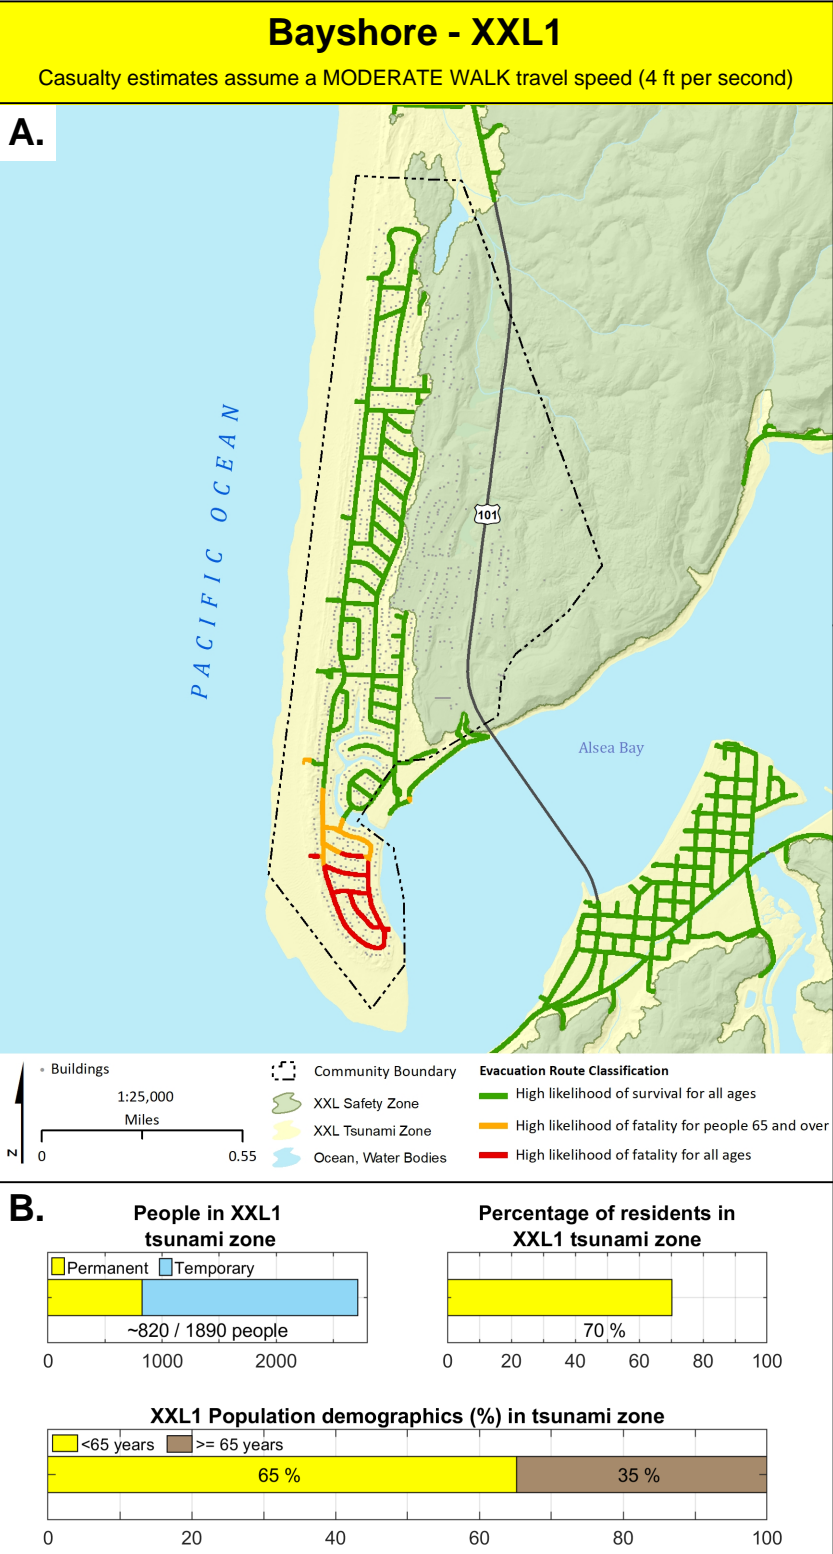 Bayshore - XXL1
Casualty estimates assume a MODERATE WALK travel speed (4 ft per second)
A.
PACIFIC OCEAN
101
Alsea Bay
N
Buildings
1:25,000
Miles
0 0.55
Community Boundary
XXL Safety Zone
XXL Tsunami Zone
Ocean, Water Bodies
Evacuation Route Classification
High likelihood of survival for all ages
High likelihood of fatality for people 65 and over
High likelihood of fatality for all ages
B.
People in XXL1
tsunami zone
Permanent Temporary
~820 / 1890 people
0 1000 2000
Percentage of residents in
XXL1 tsunami zone
70 %
0 20 40 60 80 100
XXL1 Population demographics (%) in tsunami zone
<65 years >= 65 years
65 % 35 %
0 20 40 60 80 100